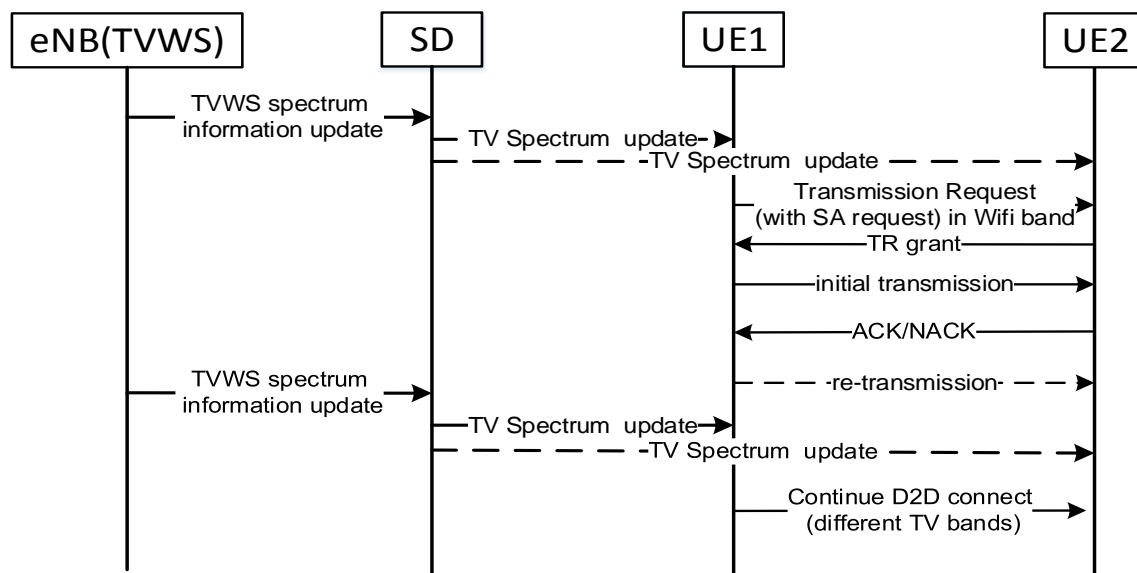 eNB(TVWS)
SD
UE1
UE2
TVWS spectrum
information update
TV Spectrum update
TV Spectrum update
Transmission Request
(with SA request) in Wifi band
TR grant
initial transmission
ACK/NACK
TVWS spectrum
information update
re-transmission
TV Spectrum update
TV Spectrum update
Continue D2D connect
(different TV bands)